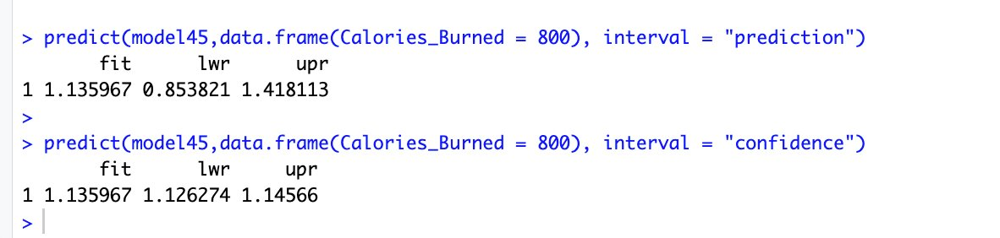 > predict(model45,data.frame(Calories_Burned = 800), interval = "prediction")
       fit      lwr      upr
1 1.135967 0.853821 1.418113
>
> predict(model45,data.frame(Calories_Burned = 800), interval = "confidence")
       fit      lwr     upr
1 1.135967 1.126274 1.14566
>